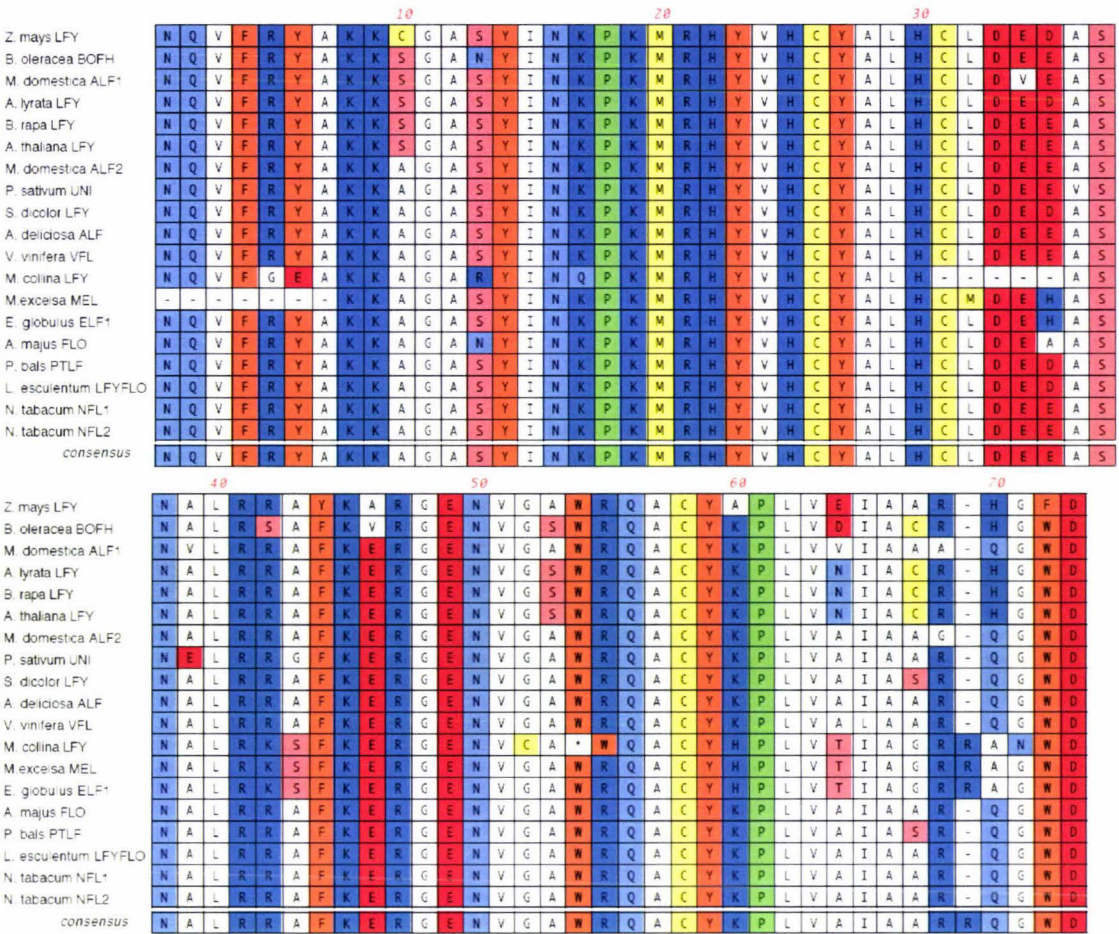 10 20 30
Z. mays LFY N Q V F R Y A K K C G A S Y I N K P K M R H Y V H C Y A L H C L D E D A S
B. oleracea BOFH N Q V F R Y A K K S G A N Y I N K P K M R H Y V H C Y A L H C L D E E A S
M. domestica ALF1 N Q V F R Y A K K S G A S Y I N K P K M R H Y V H C Y A L H C L D V E A S
A. lyrata LFY N Q V F R Y A K K S G A S Y I N K P K M R H Y V H C Y A L H C L D E D A S
B. rapa LFY N Q V F R Y A K K S G A S Y I N K P K M R H Y V H C Y A L H C L D E E A S
A. thaliana LFY N Q V F R Y A K K S G A S Y I N K P K M R H Y V H C Y A L H C L D E E A S
M. domestica ALF2 N Q V F R Y A K K A G A S Y I N K P K M R H Y V H C Y A L H C L D E E A S
P. sativum UNI N Q V F R Y A K K A G A S Y I N K P K M R H Y V H C Y A L H C L D E E V S
S. dicolor LFY N Q V F R Y A K K A G A S Y I N K P K M R H Y V H C Y A L H C L D E D A S
A. deliciosa ALF N Q V F R Y A K K A G A S Y I N K P K M R H Y V H C Y A L H C L D E E A S
V. vinifera VFL N Q V F R Y A K K A G A S Y I N K P K M R H Y V H C Y A L H C L D E E A S
M. collina LFY N Q V F G E A K K A G A R Y I N Q P K M R H Y V H C Y A L H - - - - - A S
M.excelsa MEL - - - - - - - K K A G A S Y I N K P K M R H Y V H C Y A L H C M D E H A S
E. globulus ELF1 N Q V F R Y A K K A G A S Y I N K P K M R H Y V H C Y A L H C L D E H A S
A. majus FLO N Q V F R Y A K K A G A N Y I N K P K M R H Y V H C Y A L H C L D E A A S
P. bals PTLF N Q V F R Y A K K A G A S Y I N K P K M R H Y V H C Y A L H C L D E D A S
L. esculentum LFYFLO N Q V F R Y A K K A G A S Y I N K P K M R H Y V H C Y A L H C L D E D A S
N. tabacum NFL1 N Q V F R Y A K K A G A S Y I N K P K M R H Y V H C Y A L H C L D E E A S
N. tabacum NFL2 N Q V F R Y A K K A G A S Y I N K P K M R H Y V H C Y A L H C L D E E A S
consensus N Q V F R Y A K K A G A S Y I N K P K M R H Y V H C Y A L H C L D E E A S
40 50 60 70
Z. mays LFY N A L R R A Y K A R G E N V G A W R Q A C Y A P L V E I A A R - H G F D
B. oleracea BOFH N A L R R S F K V R G E N V G S W R Q A C Y K P L V D I A C R - H G W D
M. domestica ALF1 N V L R R A F K E R G E N V G A W R Q A C Y K P L V V I A A A - Q G W D
A. lyrata LFY N A L R R A F K E R G E N V G S W R Q A C Y K P L V N I A C R - H G W D
B. rapa LFY N A L R R A F K E R G E N V G S W R Q A C Y K P L V N I A C R - H G W D
A. thaliana LFY N A L R R A F K E R G E N V G S W R Q A C Y K P L V N I A C R - H G W D
M. domestica ALF2 N A L R R A F K E R G E N V G A W R Q A C Y K P L V A I A A G - Q G W D
P. sativum UNI N E L R R G F K E R G E N V G A W R Q A C Y K P L V A I A A R - Q G W D
S. dicolor LFY N A L R R A F K E R G E N V G A W R Q A C Y K P L V A I A S R - Q G W D
A. deliciosa ALF N A L R R A F K E R G E N V G A W R Q A C Y K P L V A I A A R - Q G W D
V. vinifera VFL N A L R R A F K E R G E N V G A W R Q A C Y K P L V A L A A R - Q G W D
M. collina LFY N A L R K S F K E R G E N V C A * W Q A C Y H P L V T I A G R R A N W D
M.excelsa MEL N A L R K S F K E R G E N V G A W R Q A C Y H P L V T I A G R R A G W D
E. globulus ELF1 N A L R K S F K E R G E N V G A W R Q A C Y H P L V T I A G R R A G W D
A. majus FLO N A L R R A F K E R G E N V G A W R Q A C Y K P L V A I A A R - Q G W D
P. bals PTLF N A L R R A F K E R G E N V G A W R Q A C Y K P L V A I A S R - Q G W D
L. esculentum LFYFLO N A L R R A F K E R G E N V G A W R Q A C Y K P L V A I A A R - Q G W D
N. tabacum NFL1 N A L R R A F K E R G E N V G A W R Q A C Y K P L V A I A A R - Q G W D
N. tabacum NFL2 N A L R R A F K E R G E N V G A W R Q A C Y K P L V A I A A R - Q G W D
consensus N A L R R A F K E R G E N V G A W R Q A C Y K P L V A I A A R R Q G W D